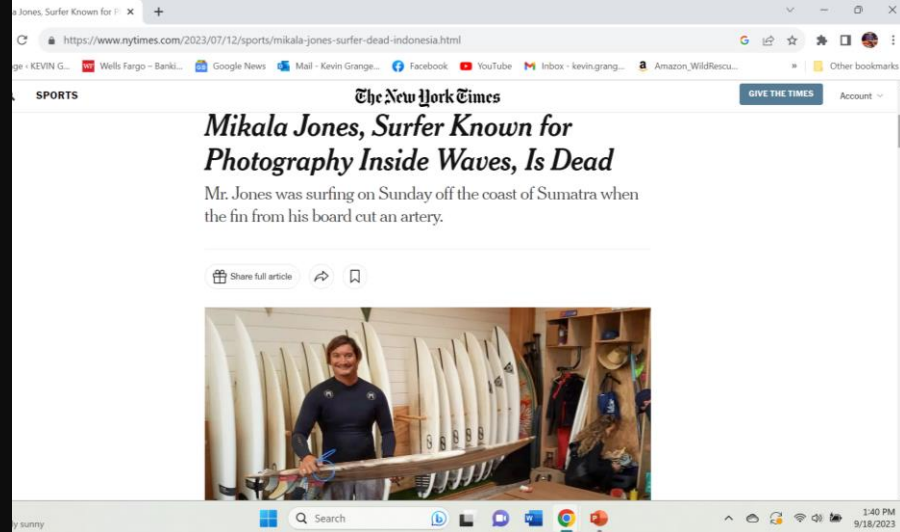 a Jones, Surfer Known for P
https://www.nytimes.com/2023/07/12/sports/mikala-jones-surfer-dead-indonesia.html
ge - KEVIN G... WF Wells Fargo – Banki... Google News Mail - Kevin Grange... Facebook YouTube Inbox - kevin.grang... a Amazon_WildRescu... » Other bookmarks
SPORTS The New York Times GIVE THE TIMES Account
Mikala Jones, Surfer Known for
Photography Inside Waves, Is Dead
Mr. Jones was surfing on Sunday off the coast of Sumatra when
the fin from his board cut an artery.
Share full article
ly sunny Search 1:40 PM
9/18/2023